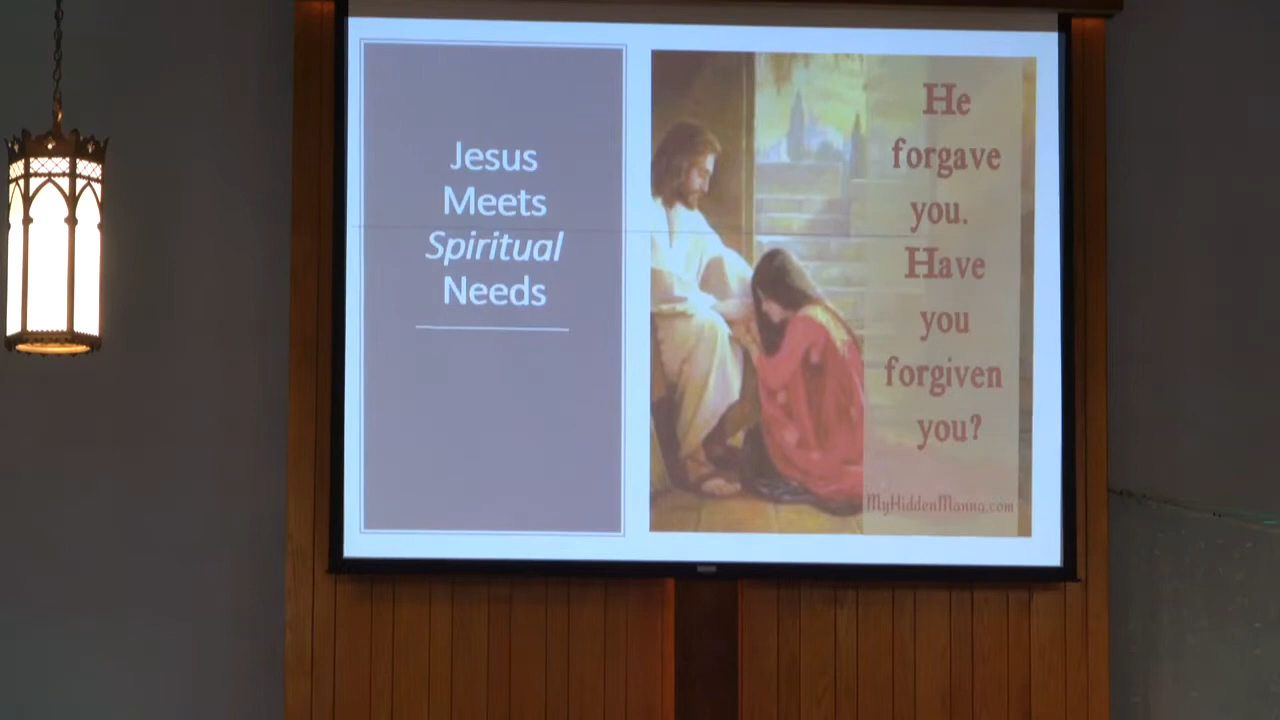 Jesus
Meets
Spiritual
Needs
He
forgave
you.
Have
you
forgiven
you?
MyHiddenManna.com